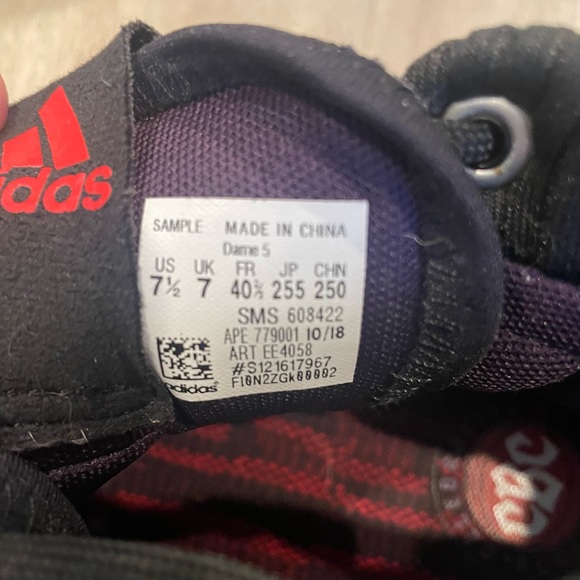 adidas
SAMPLE MADE IN CHINA
Dame 5
US UK FR JP CHN
7½ 7 40⅔ 255 250
SMS 608422
APE 779001 10/18
ART EE4058
#S121617967
FI0N2ZGk00002
adidas